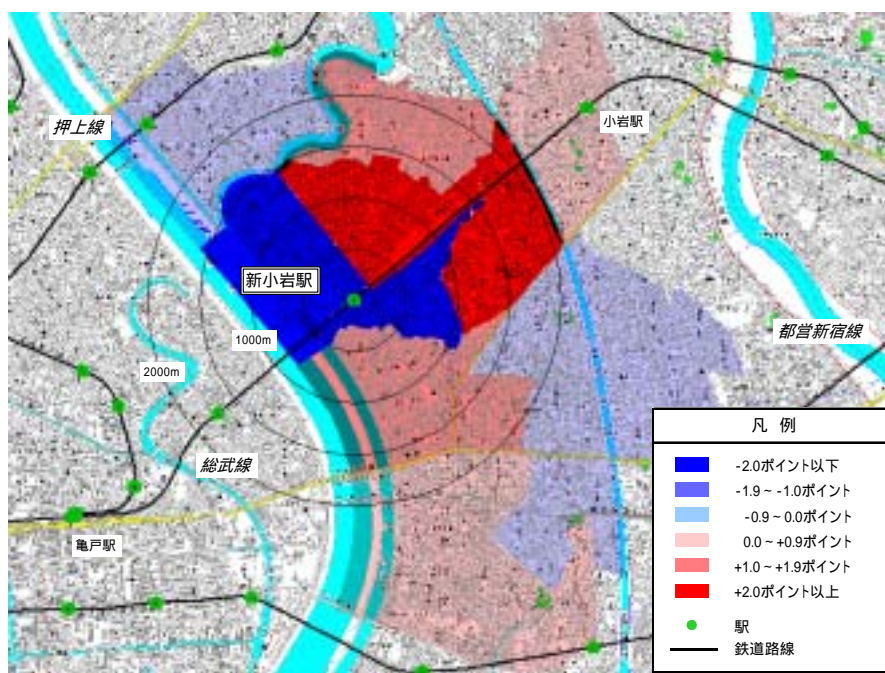 押上線
小岩駅
新小岩駅
1000m
2000m
都営新宿線
総武線
亀戸駅
凡 例
-2.0ポイント以下
-1.9 ~ -1.0ポイント
-0.9 ~ 0.0ポイント
0.0 ~ +0.9ポイント
+1.0 ~ +1.9ポイント
+2.0ポイント以上
駅
鉄道路線